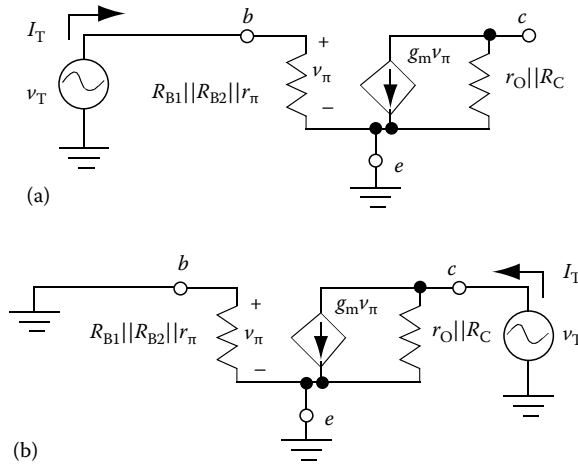 I_T
b
c
+
g_m v_π
v_T
R_B1||R_B2||r_π
v_π
r_O||R_C
−
e
(a)
b
c
I_T
+
g_m v_π
R_B1||R_B2||r_π
v_π
r_O||R_C
v_T
−
e
(b)